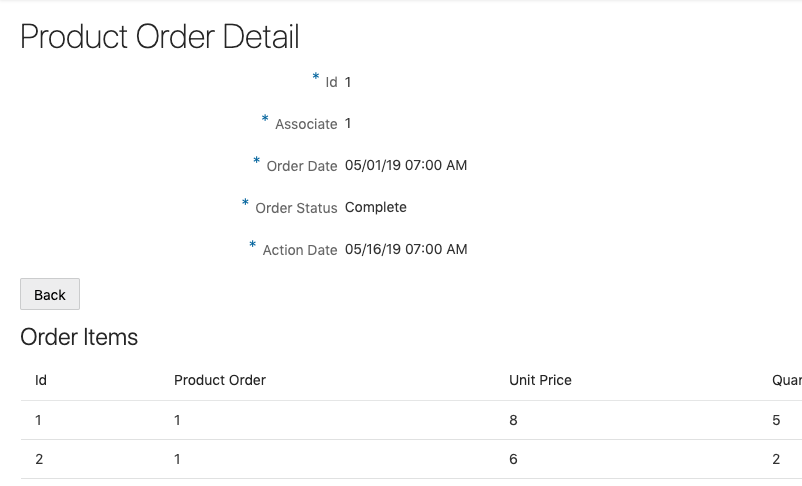 Product Order Detail
* Id 1
* Associate 1
* Order Date 05/01/19 07:00 AM
* Order Status Complete
* Action Date 05/16/19 07:00 AM
Back
Order Items
Id Product Order Unit Price Quan
1 1 8 5
2 1 6 2